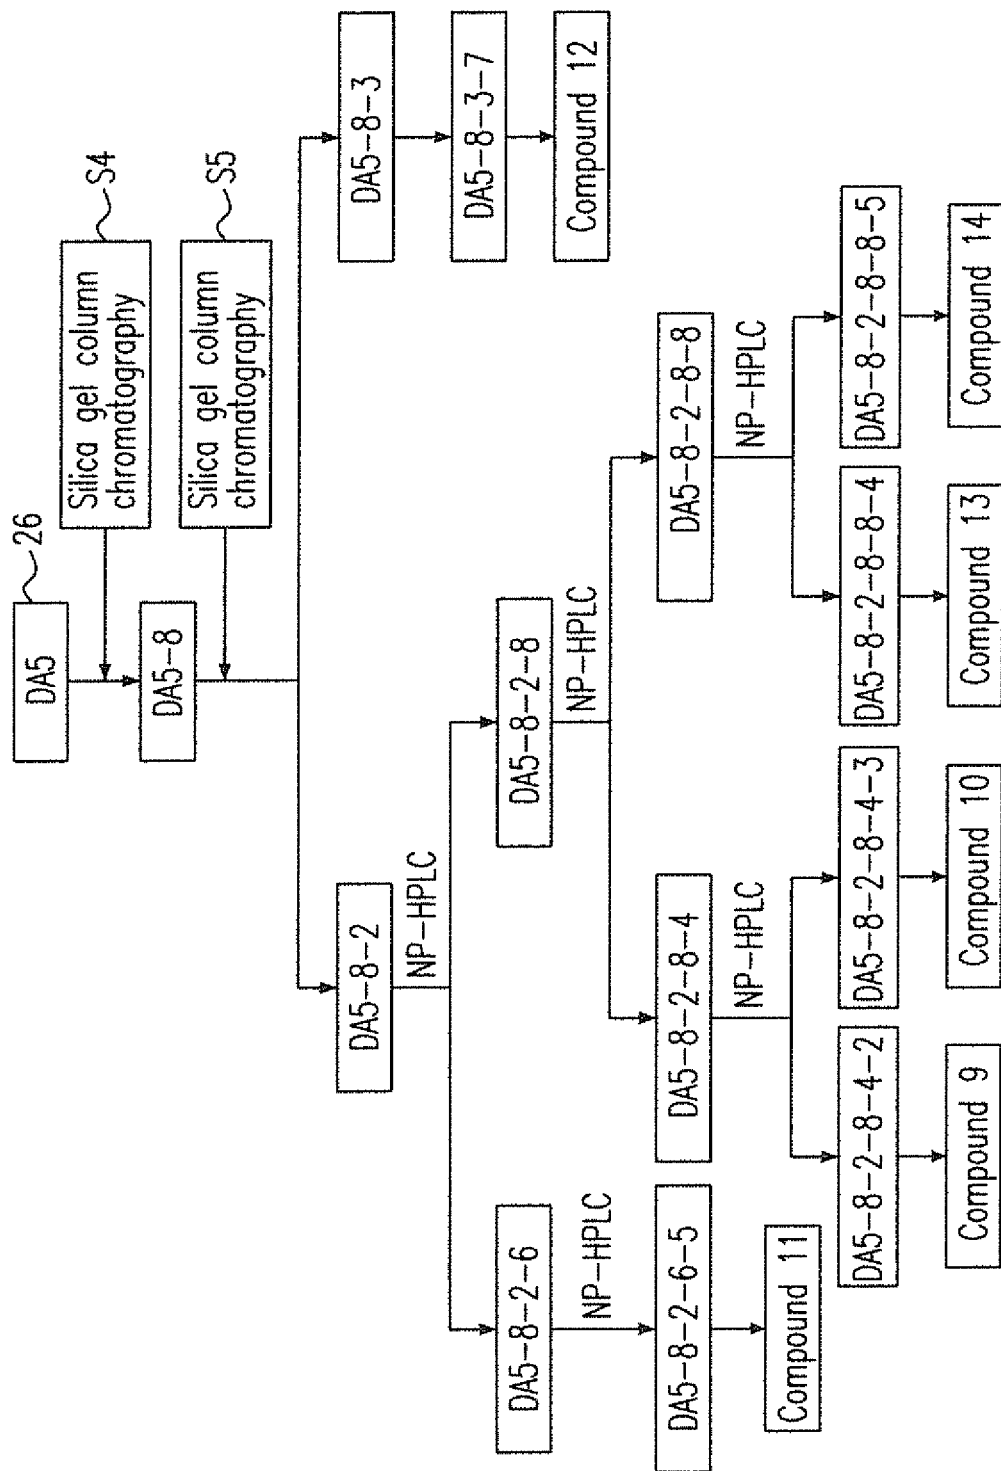 DA5
26
Silica gel column
chromatography
S4
DA5-8
Silica gel column
chromatography
S5
DA5-8-2
DA5-8-3
NP-HPLC
DA5-8-3-7
Compound 12
DA5-8-2-6
DA5-8-2-8
NP-HPLC
NP-HPLC
DA5-8-2-6-5
DA5-8-2-8-4
DA5-8-2-8-8
Compound 11
NP-HPLC
NP-HPLC
DA5-8-2-8-4-2
DA5-8-2-8-4-3
DA5-8-2-8-8-4
DA5-8-2-8-8-5
Compound 9
Compound 10
Compound 13
Compound 14